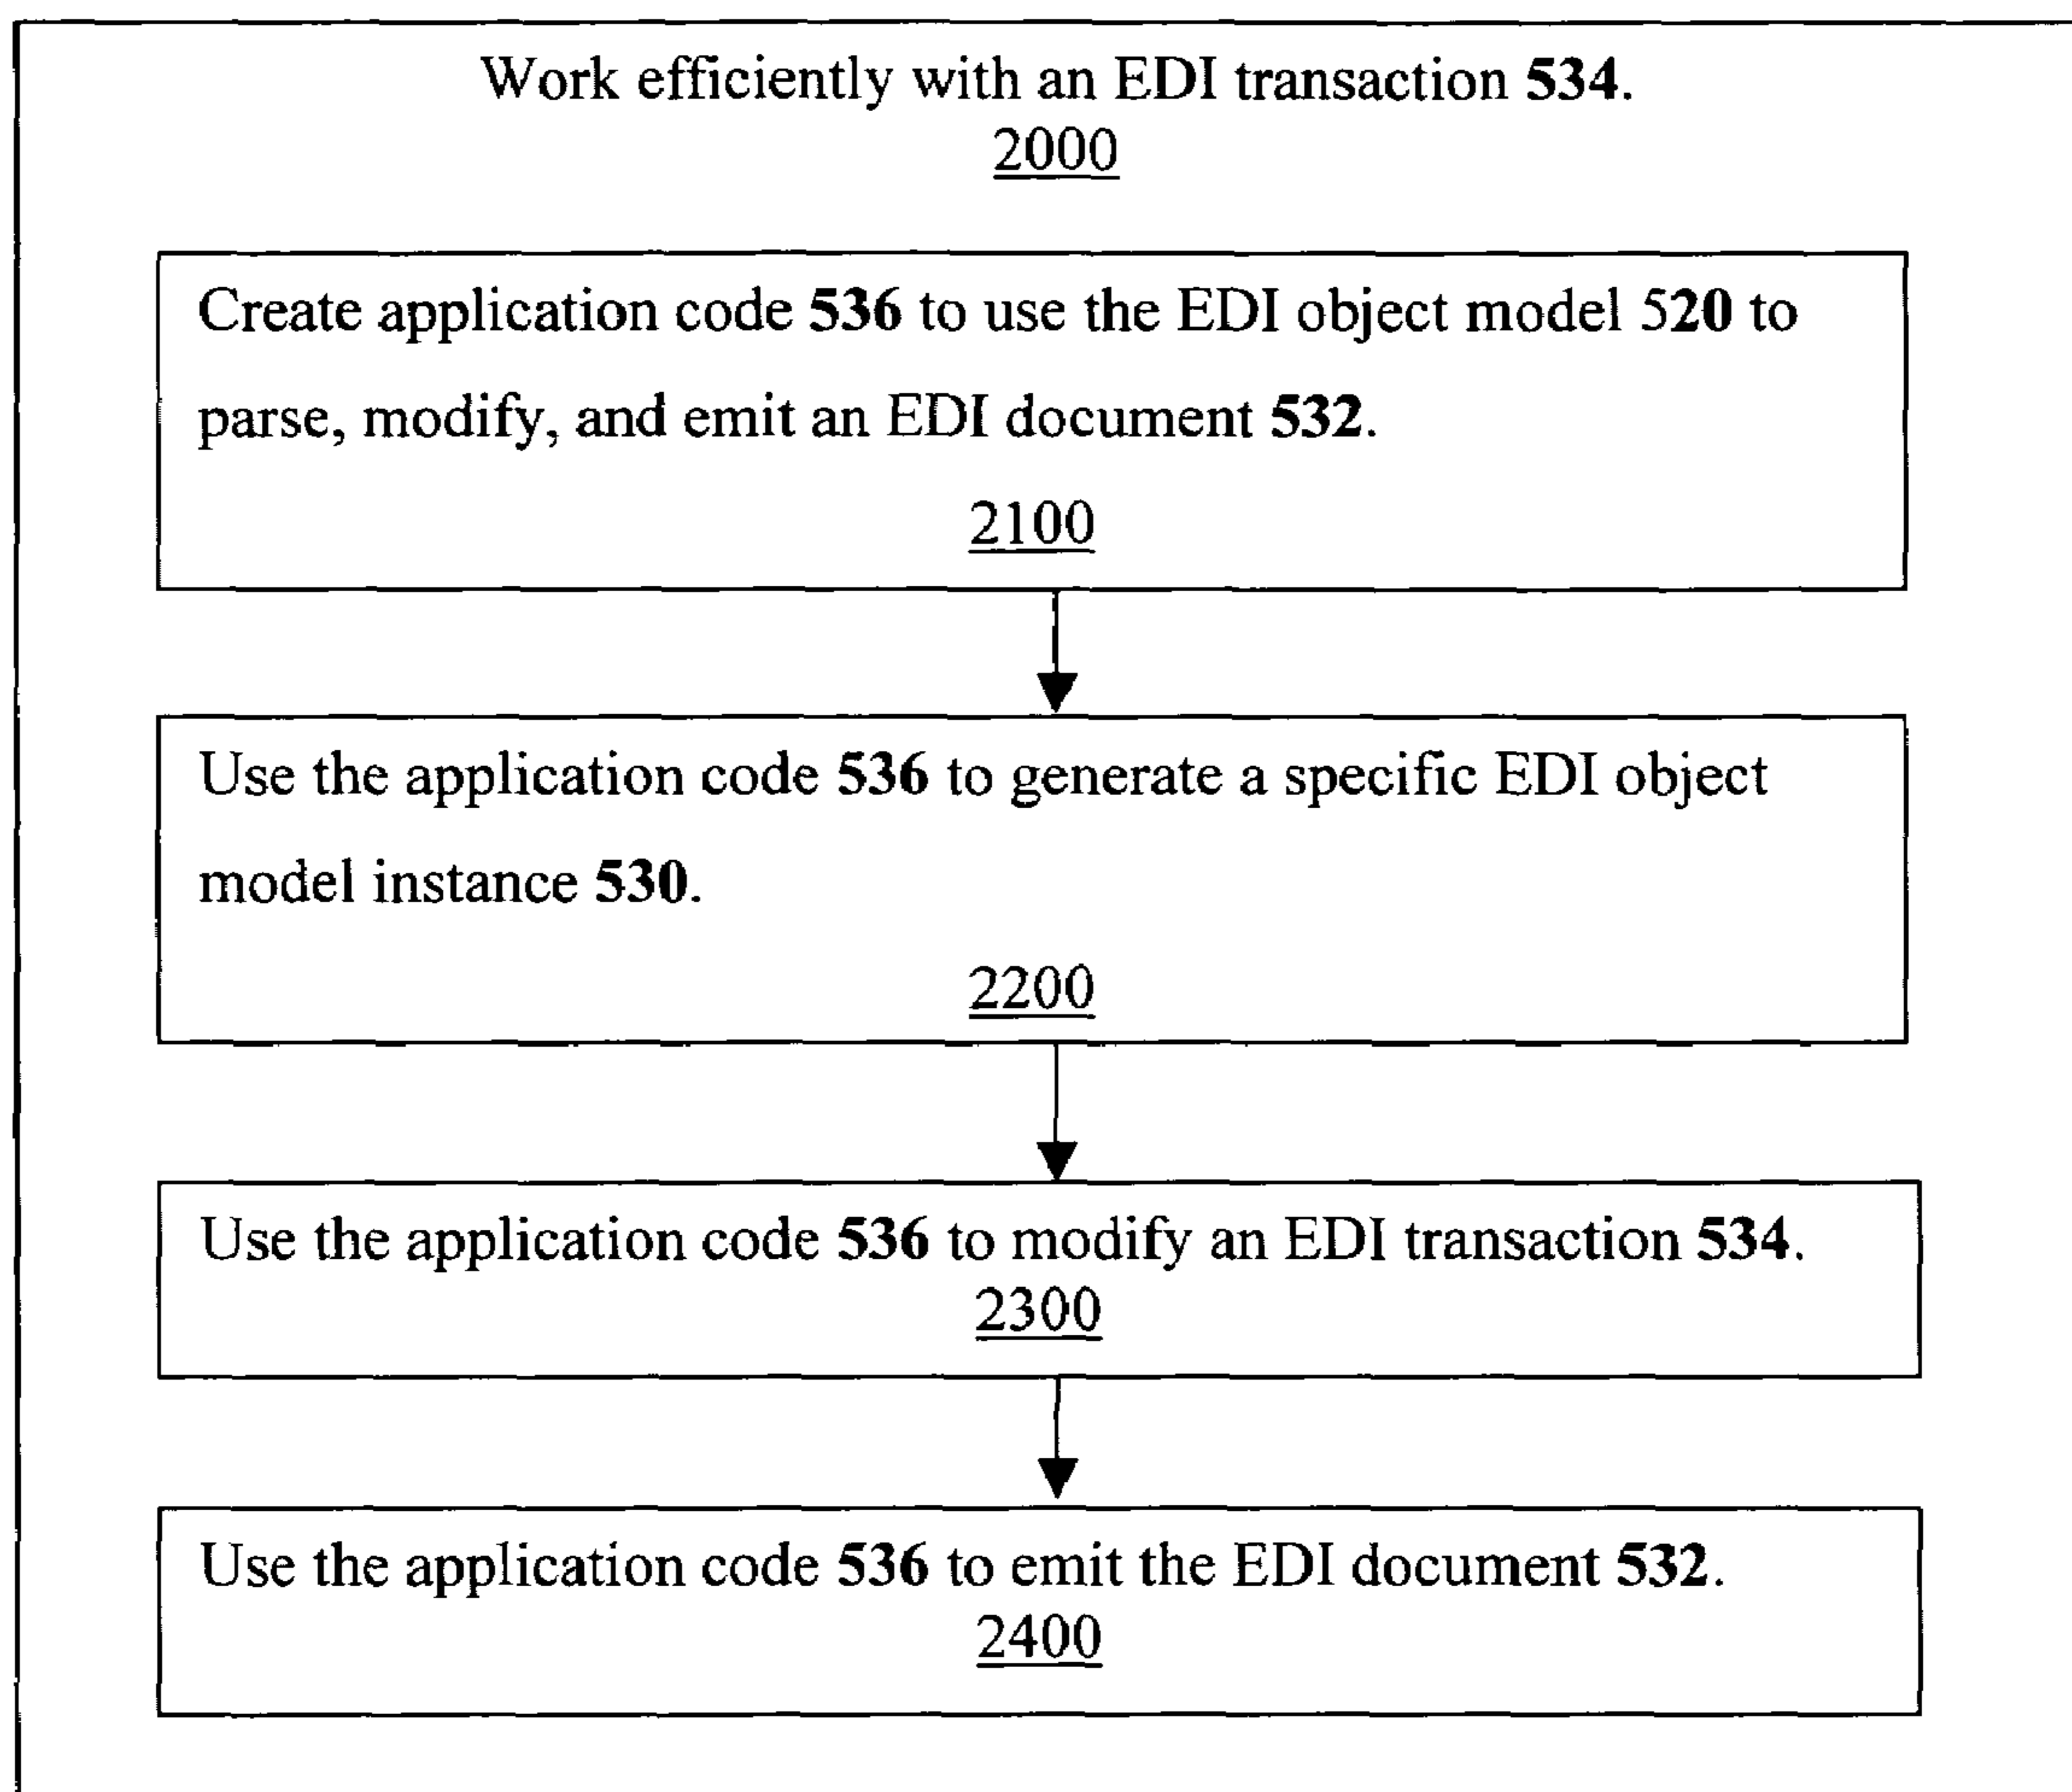 Work efficiently with an EDI transaction 534.
2000
Create application code 536 to use the EDI object model 520 to
parse, modify, and emit an EDI document 532.
2100
Use the application code 536 to generate a specific EDI object
model instance 530.
2200
Use the application code 536 to modify an EDI transaction 534.
2300
Use the application code 536 to emit the EDI document 532.
2400